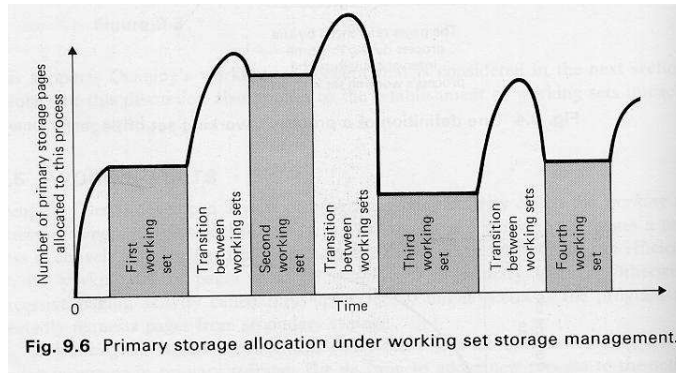 Number of primary storage pages
allocated to this process
First
working
set
Transition
between
working sets
Second
working
set
Transition
between
working sets
Third
working
set
Transition
between
working sets
Fourth
working
set
0
Time
Fig. 9.6 Primary storage allocation under working set storage management.